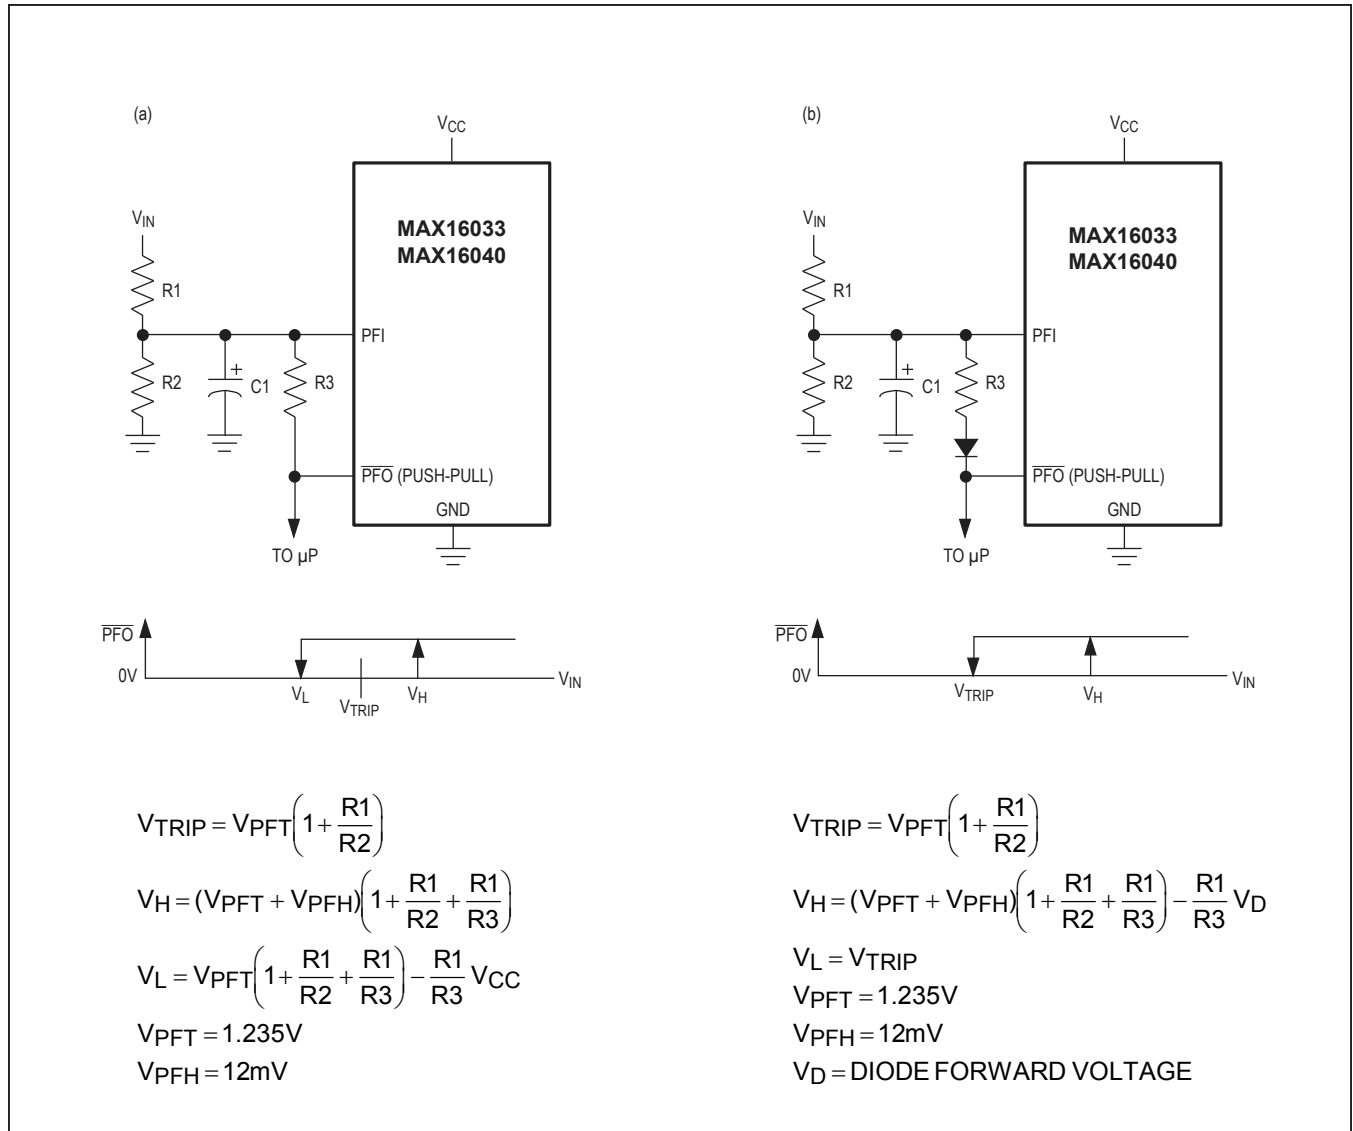 (a)
VCC
VIN
MAX16033
MAX16040
R1
PFI
R2
+
C1
R3
PFO (PUSH-PULL)
GND
TO µP
PFO
0V
VL
VTRIP
VH
VIN
VTRIP = VPFT(1 + R1/R2)
VH = (VPFT + VPFH)(1 + R1/R2 + R1/R3)
VL = VPFT(1 + R1/R2 + R1/R3) − R1/R3 VCC
VPFT = 1.235V
VPFH = 12mV
(b)
VCC
VIN
MAX16033
MAX16040
R1
PFI
R2
+
C1
R3
PFO (PUSH-PULL)
GND
TO µP
PFO
0V
VTRIP
VH
VIN
VTRIP = VPFT(1 + R1/R2)
VH = (VPFT + VPFH)(1 + R1/R2 + R1/R3) − R1/R3 VD
VL = VTRIP
VPFT = 1.235V
VPFH = 12mV
VD = DIODE FORWARD VOLTAGE